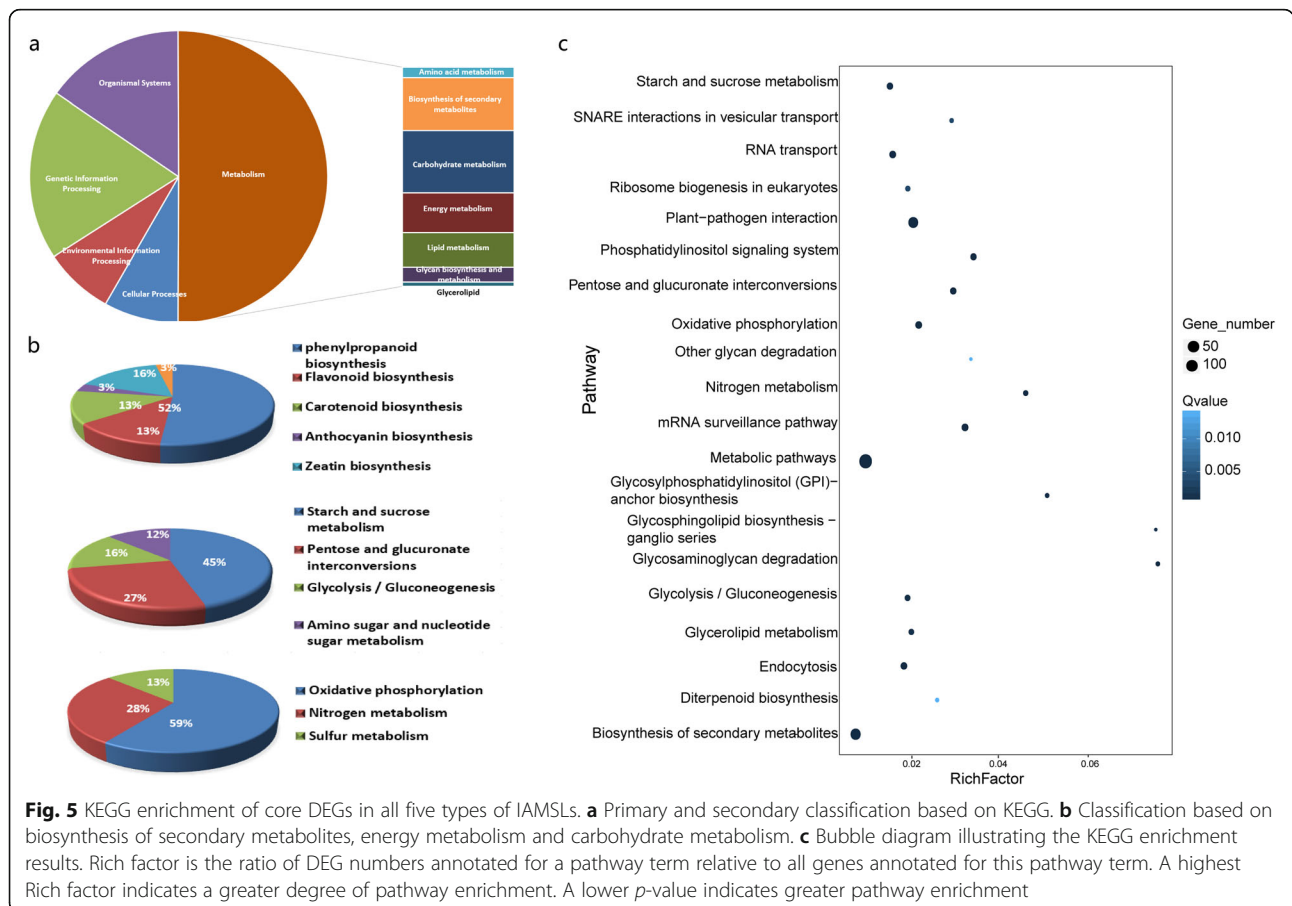 a
Organismal Systems
Genetic Information
Processing
Environmental Information
Processing
Cellular Processes
Metabolism
Amino acid metabolism
Biosynthesis of secondary
metabolites
Carbohydrate metabolism
Energy metabolism
Lipid metabolism
Glycan biosynthesis and
metabolism
Glycerolipid
b
3%
16%
3%
13%
52%
13%
phenylpropanoid
biosynthesis
Flavonoid biosynthesis
Carotenoid biosynthesis
Anthocyanin biosynthesis
Zeatin biosynthesis
12%
16%
45%
27%
Starch and sucrose
metabolism
Pentose and glucuronate
interconversions
Glycolysis / Gluconeogenesis
Amino sugar and nucleotide
sugar metabolism
13%
28%
59%
Oxidative phosphorylation
Nitrogen metabolism
Sulfur metabolism
c
Pathway
Starch and sucrose metabolism
SNARE interactions in vesicular transport
RNA transport
Ribosome biogenesis in eukaryotes
Plant−pathogen interaction
Phosphatidylinositol signaling system
Pentose and glucuronate interconversions
Oxidative phosphorylation
Other glycan degradation
Nitrogen metabolism
mRNA surveillance pathway
Metabolic pathways
Glycosylphosphatidylinositol (GPI)−
anchor biosynthesis
Glycosphingolipid biosynthesis −
ganglio series
Glycosaminoglycan degradation
Glycolysis / Gluconeogenesis
Glycerolipid metabolism
Endocytosis
Diterpenoid biosynthesis
Biosynthesis of secondary metabolites
0.02
0.04
0.06
RichFactor
Gene_number
50
100
Qvalue
0.010
0.005
Fig. 5 KEGG enrichment of core DEGs in all five types of IAMSLs. a Primary and secondary classification based on KEGG. b Classification based on
biosynthesis of secondary metabolites, energy metabolism and carbohydrate metabolism. c Bubble diagram illustrating the KEGG enrichment
results. Rich factor is the ratio of DEG numbers annotated for a pathway term relative to all genes annotated for this pathway term. A highest
Rich factor indicates a greater degree of pathway enrichment. A lower p-value indicates greater pathway enrichment